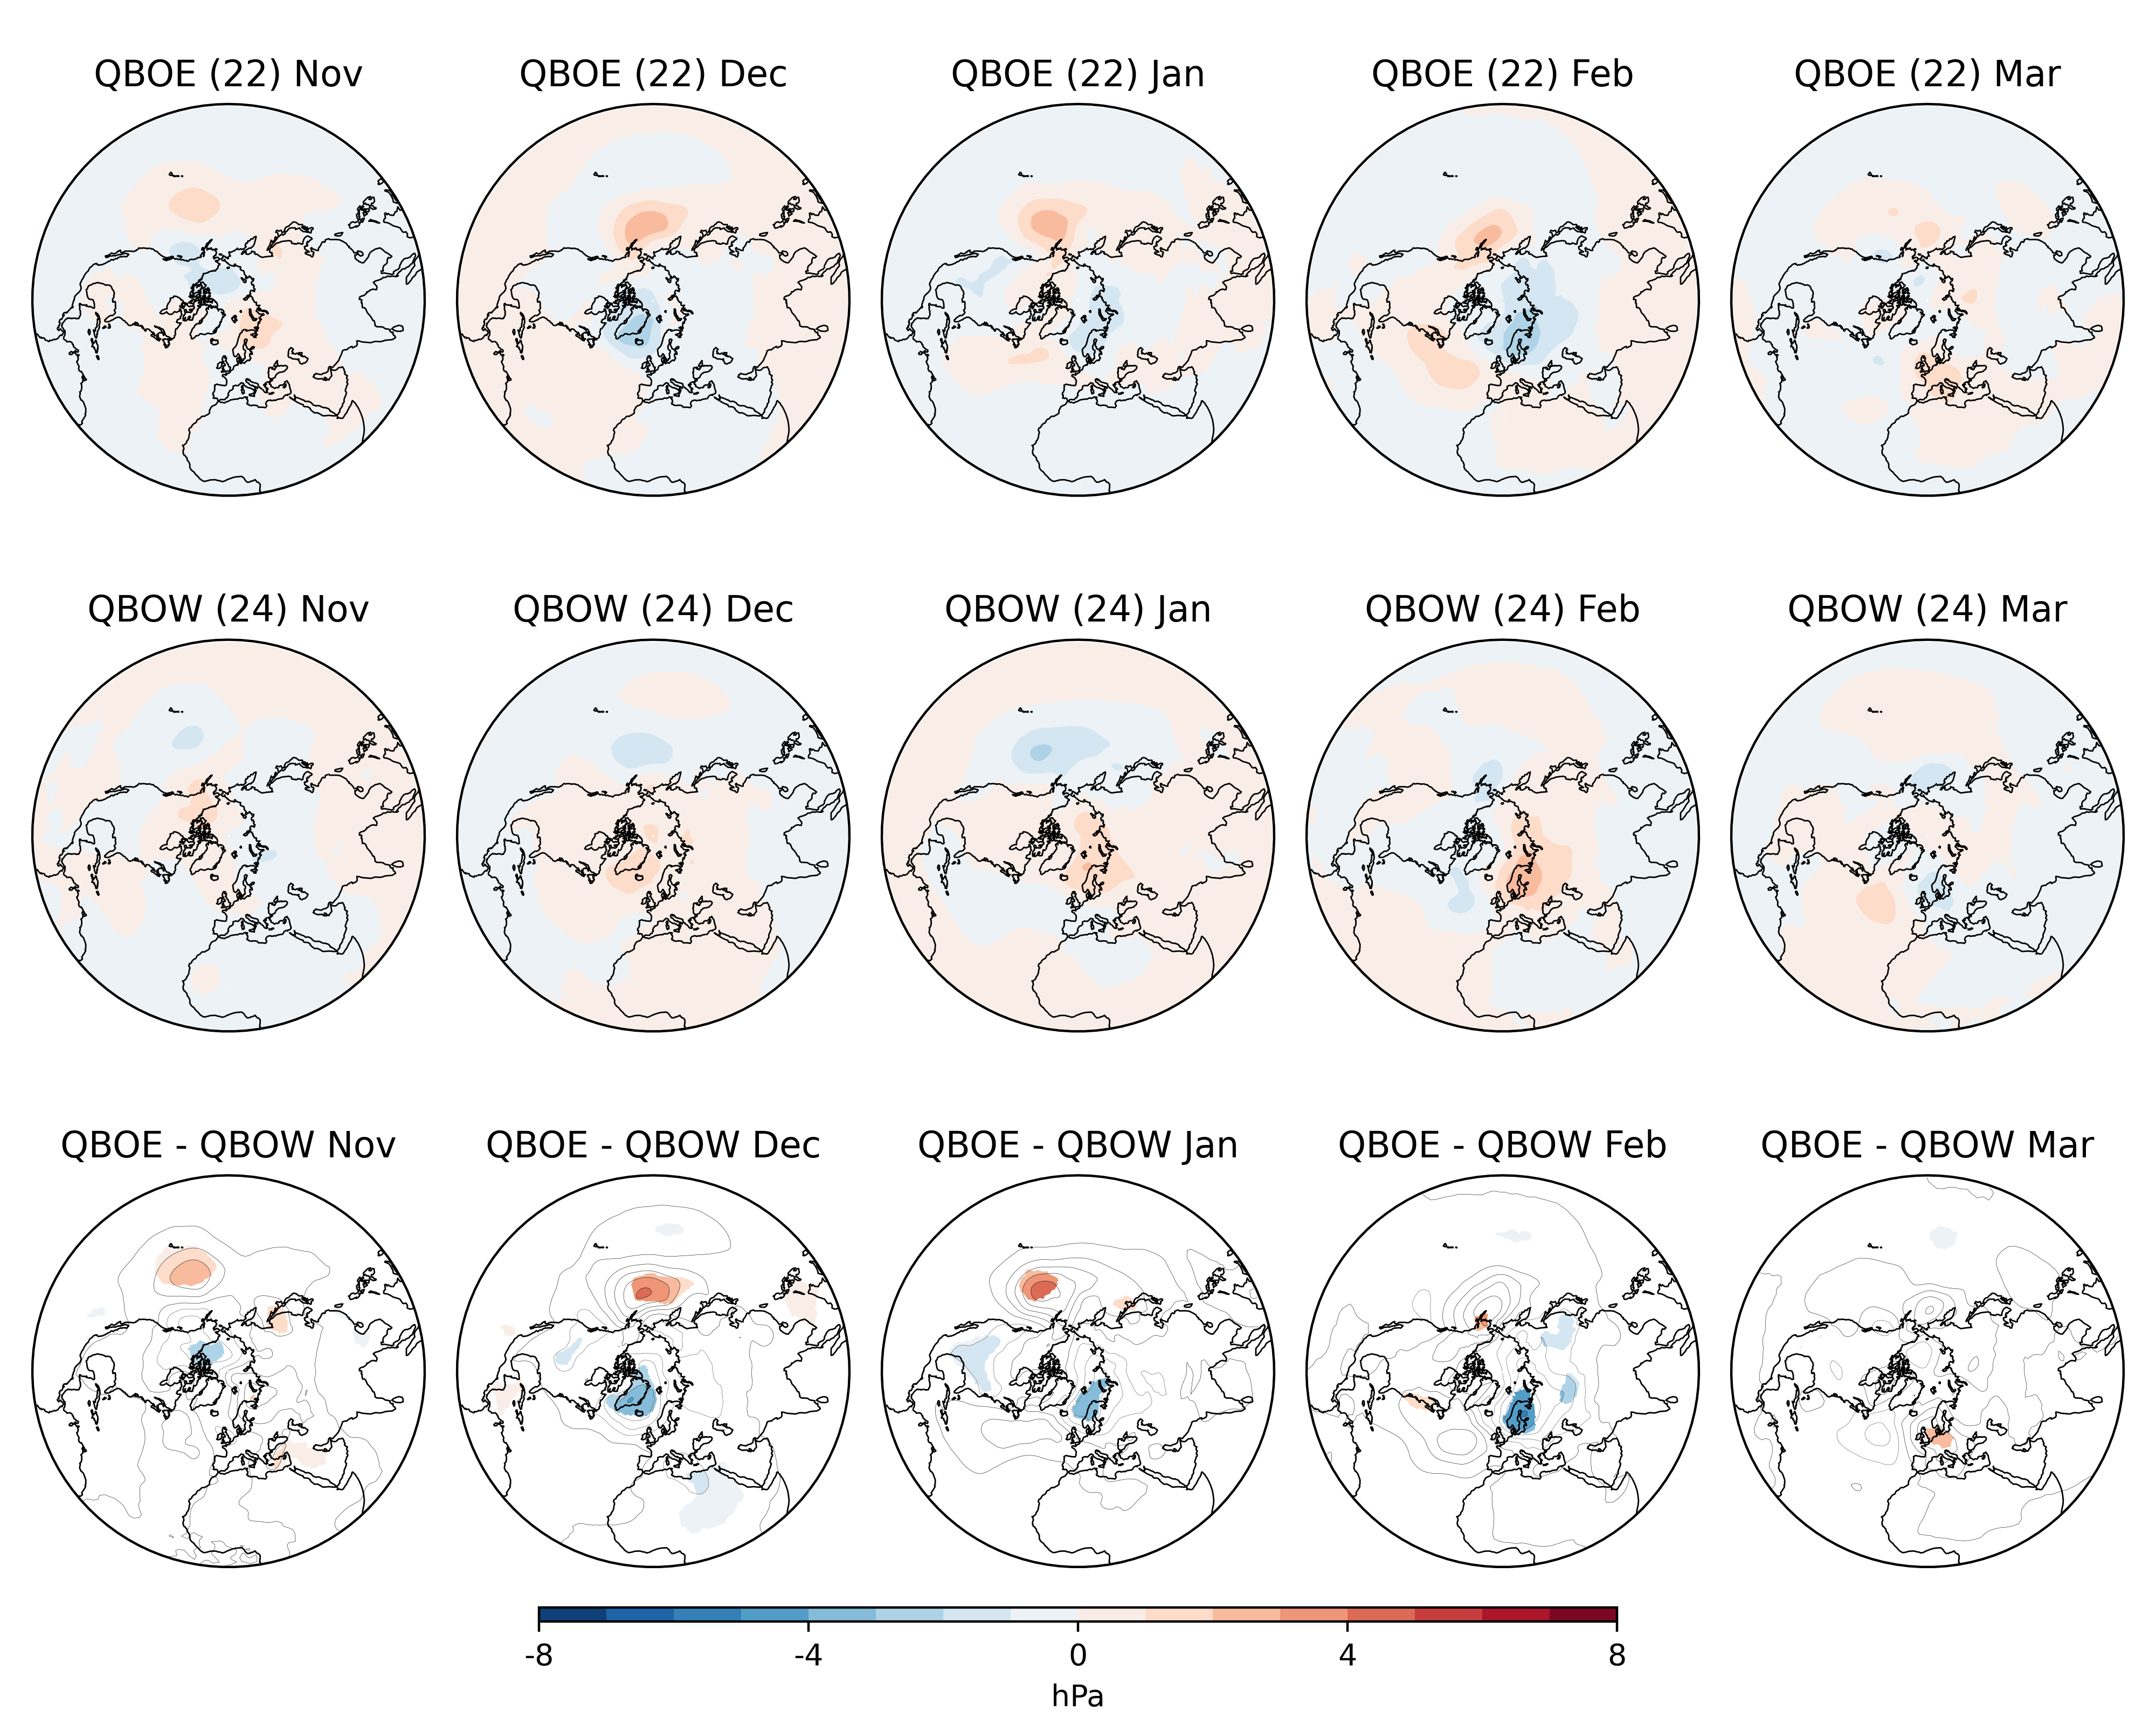 QBOE (22) Nov
QBOE (22) Dec
QBOE (22) Jan
QBOE (22) Feb
QBOE (22) Mar
QBOW (24) Nov
QBOW (24) Dec
QBOW (24) Jan
QBOW (24) Feb
QBOW (24) Mar
QBOE - QBOW Nov
QBOE - QBOW Dec
QBOE - QBOW Jan
QBOE - QBOW Feb
QBOE - QBOW Mar
-8 -4 0 4 8
hPa